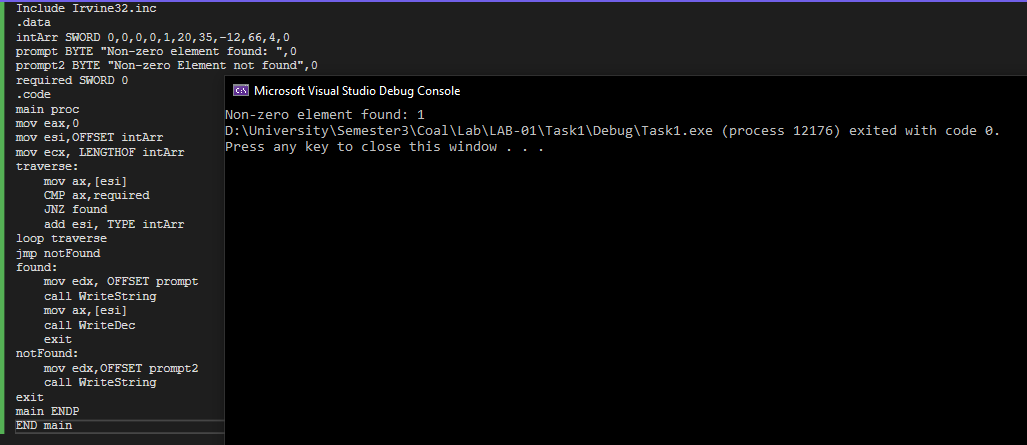 Include Irvine32.inc
.data
intArr SWORD 0,0,0,0,1,20,35,-12,66,4,0
prompt BYTE "Non-zero element found: ",0
prompt2 BYTE "Non-zero Element not found",0
required SWORD 0
.code
main proc
mov eax,0
mov esi,OFFSET intArr
mov ecx, LENGTHOF intArr
traverse:
    mov ax,[esi]
    CMP ax,required
    JNZ found
    add esi, TYPE intArr
loop traverse
jmp notFound
found:
    mov edx, OFFSET prompt
    call WriteString
    mov ax,[esi]
    call WriteDec
    exit
notFound:
    mov edx,OFFSET prompt2
    call WriteString
exit
main ENDP
END main
C:\ Microsoft Visual Studio Debug Console
Non-zero element found: 1
D:\University\Semester3\Coal\Lab\LAB-01\Task1\Debug\Task1.exe (process 12176) exited with code 0.
Press any key to close this window . . .